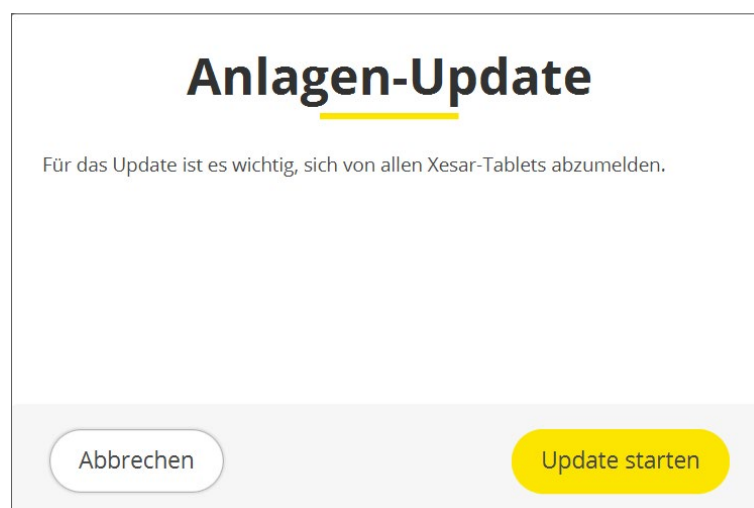 Anlagen-Update
Für das Update ist es wichtig, sich von allen Xesar-Tablets abzumelden.
Abbrechen
Update starten